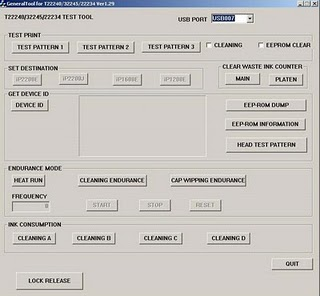 GeneralTool for T22240/32245/22234 Ver1.29
T2224B/32245/22234 TEST TOOL
USB PORT
USB007
TEST PRINT
TEST PATTERN 1
TEST PATTERN 2
TEST PATTERN 3
CLEANING
EEPROM CLEAR
SET DESTINATION
iP2200E
iP2200J
iP1600E
iP1200E
CLEAR WASTE INK COUNTER
MAIN
PLATEN
GET DEVICE ID
DEVICE ID
EEP-ROM DUMP
EEP-ROM INFORMATION
HEAD TEST PATTERN
ENDURANCE MODE
HEAT RUN
CLEANING ENDURANCE
CAP WIPPING ENDURANCE
FREQUENCY
0
START
STOP
RESET
INK CONSUMPTION
CLEANING A
CLEANING B
CLEANING C
CLEANING D
QUIT
LOCK RELEASE